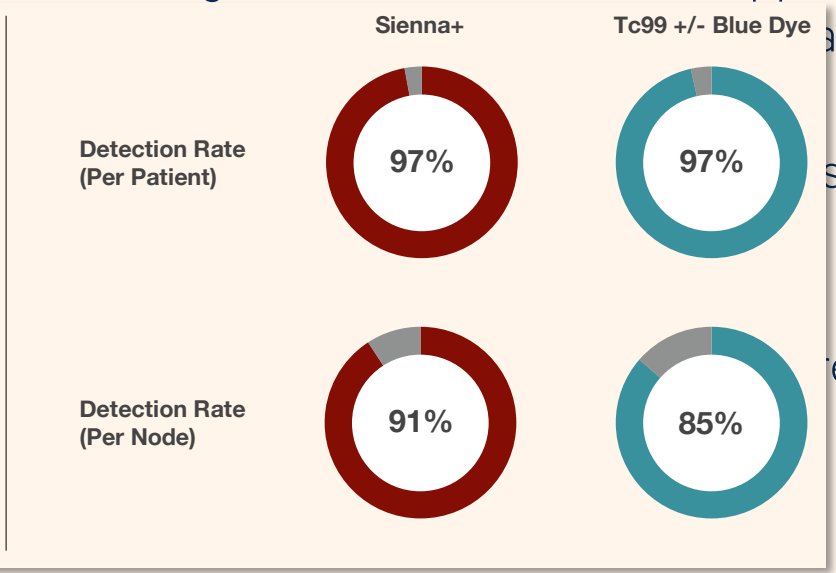 Sienna+
Tc99 +/- Blue Dye
Detection Rate
(Per Patient)
97%
97%
Detection Rate
(Per Node)
91%
85%